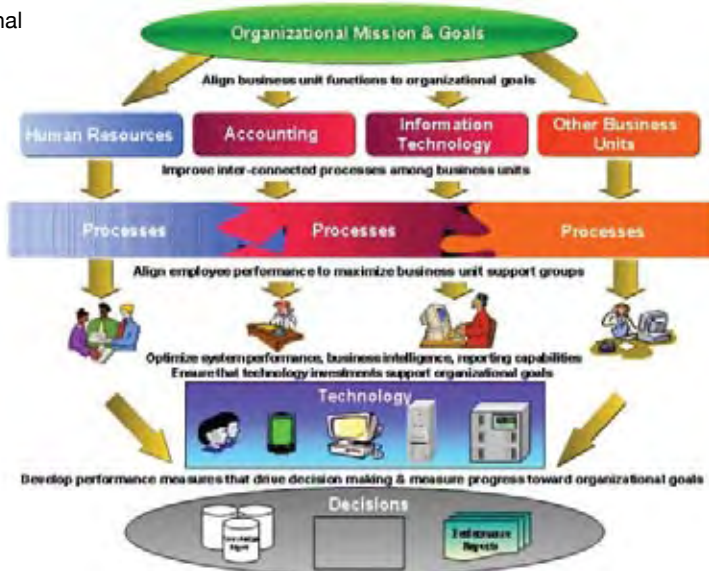 nal
Organizational Mission & Goals
Align business unit functions to organizational goals
Human Resources
Accounting
Information
Technology
Other Business
Units
Improve inter-connected processes among business units
Processes
Processes
Processes
Align employee performance to maximize business unit support groups
Optimize system performance, business intelligence, reporting capabilities
Ensure that technology investments support organizational goals
Technology
Develop performance measures that drive decision making & measure progress toward organizational goals
Decisions
Performance
Reports